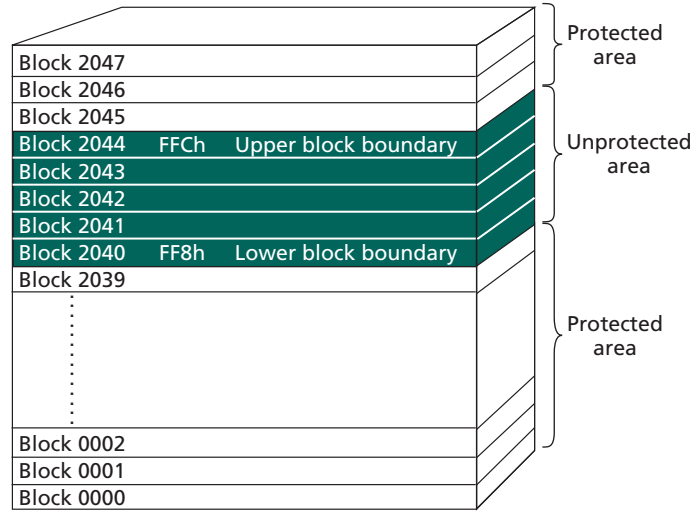 Block 2047
Block 2046
Block 2045
Block 2044 FFCh Upper block boundary
Block 2043
Block 2042
Block 2041
Block 2040 FF8h Lower block boundary
Block 2039
Block 0002
Block 0001
Block 0000
Protected
area
Unprotected
area
Protected
area